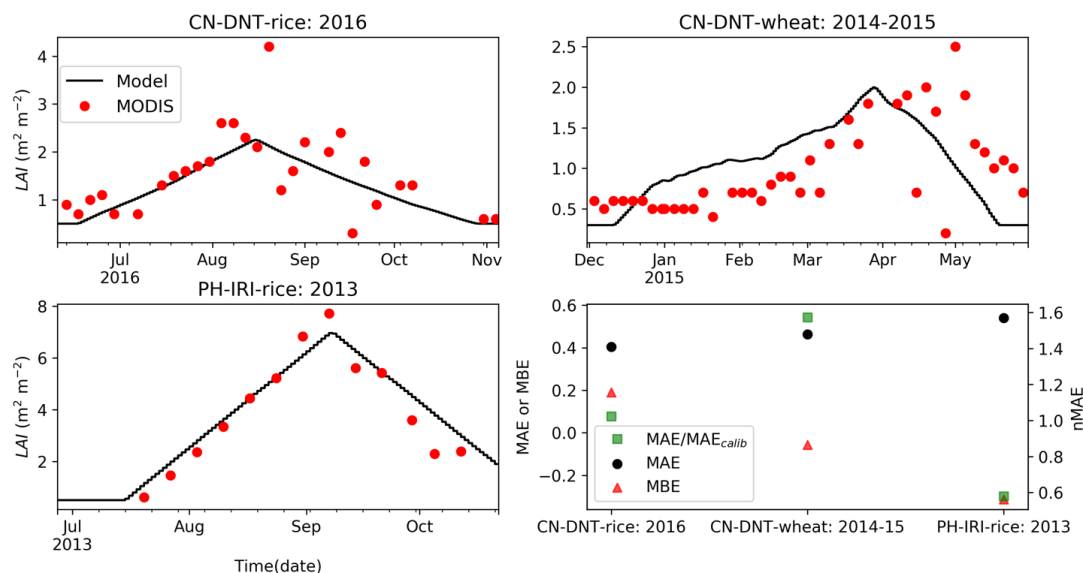 CN-DNT-rice: 2016
4
3
2
1
LAI (m² m⁻²)
Model
MODIS
Jul
2016
Aug
Sep
Oct
Nov
CN-DNT-wheat: 2014-2015
2.5
2.0
1.5
1.0
0.5
Dec
Jan
2015
Feb
Mar
Apr
May
PH-IRI-rice: 2013
8
6
4
2
LAI (m² m⁻²)
Jul
2013
Aug
Sep
Oct
Time(date)
0.6
0.4
0.2
0.0
−0.2
MAE or MBE
MAE/MAEcalib
MAE
MBE
1.6
1.4
1.2
1.0
0.8
0.6
nMAE
CN-DNT-rice: 2016
CN-DNT-wheat: 2014-15
PH-IRI-rice: 2013